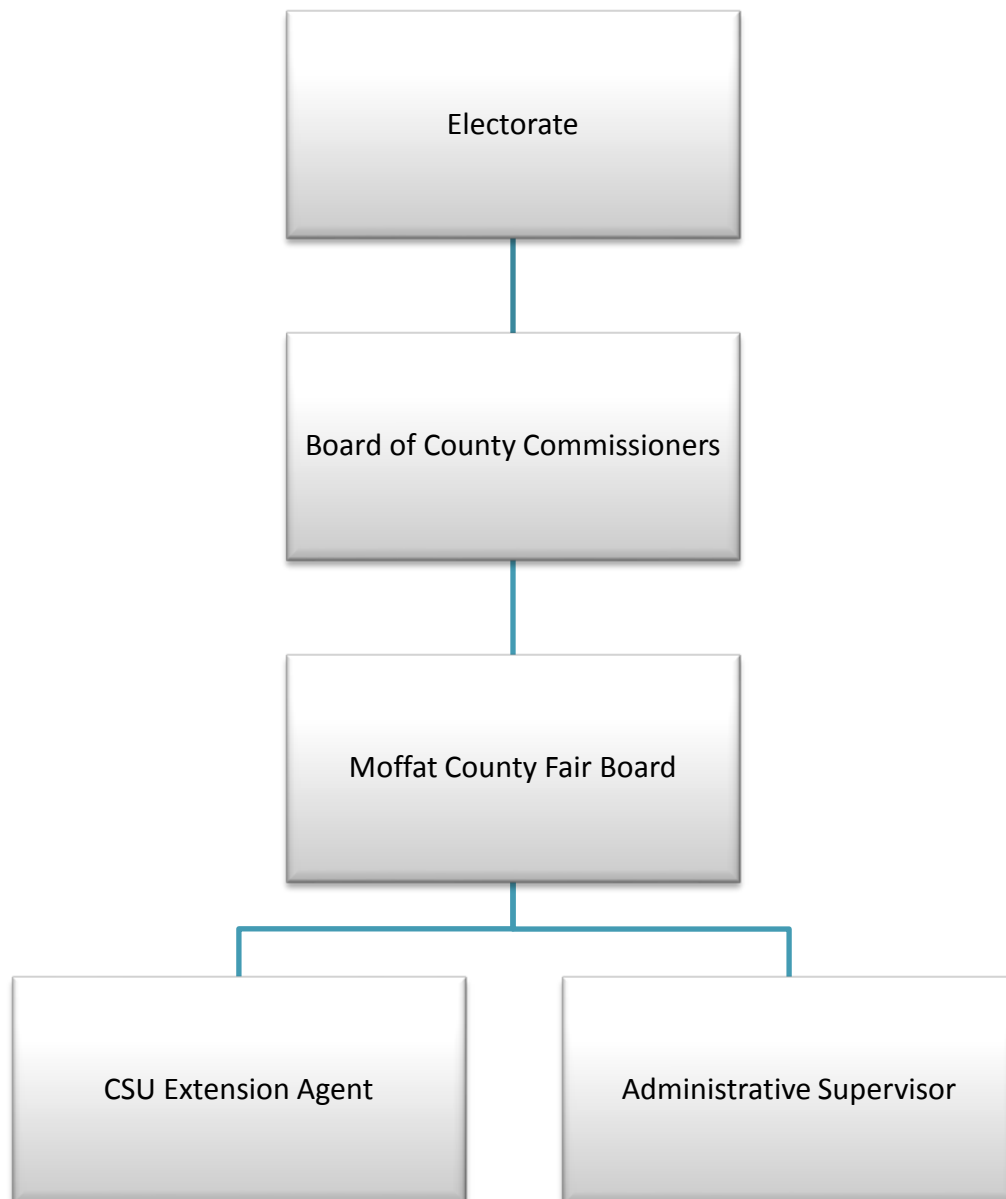 Electorate
Board of County Commissioners
Moffat County Fair Board
CSU Extension Agent
Administrative Supervisor